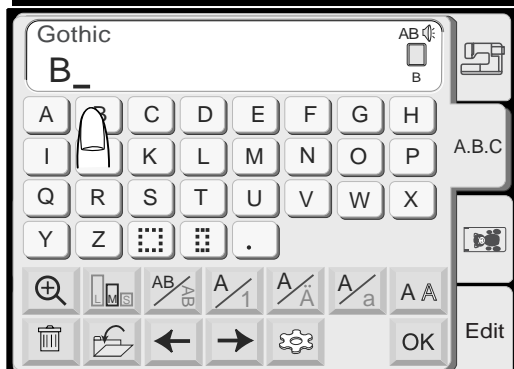 Gothic
AB
B_
B
A B C D E F G H
I K L M N O P
Q R S T U V W X
Y Z .
A.B.C
L M S
AB/AB
A/1
A/Ä
A/a
A A
OK
Edit